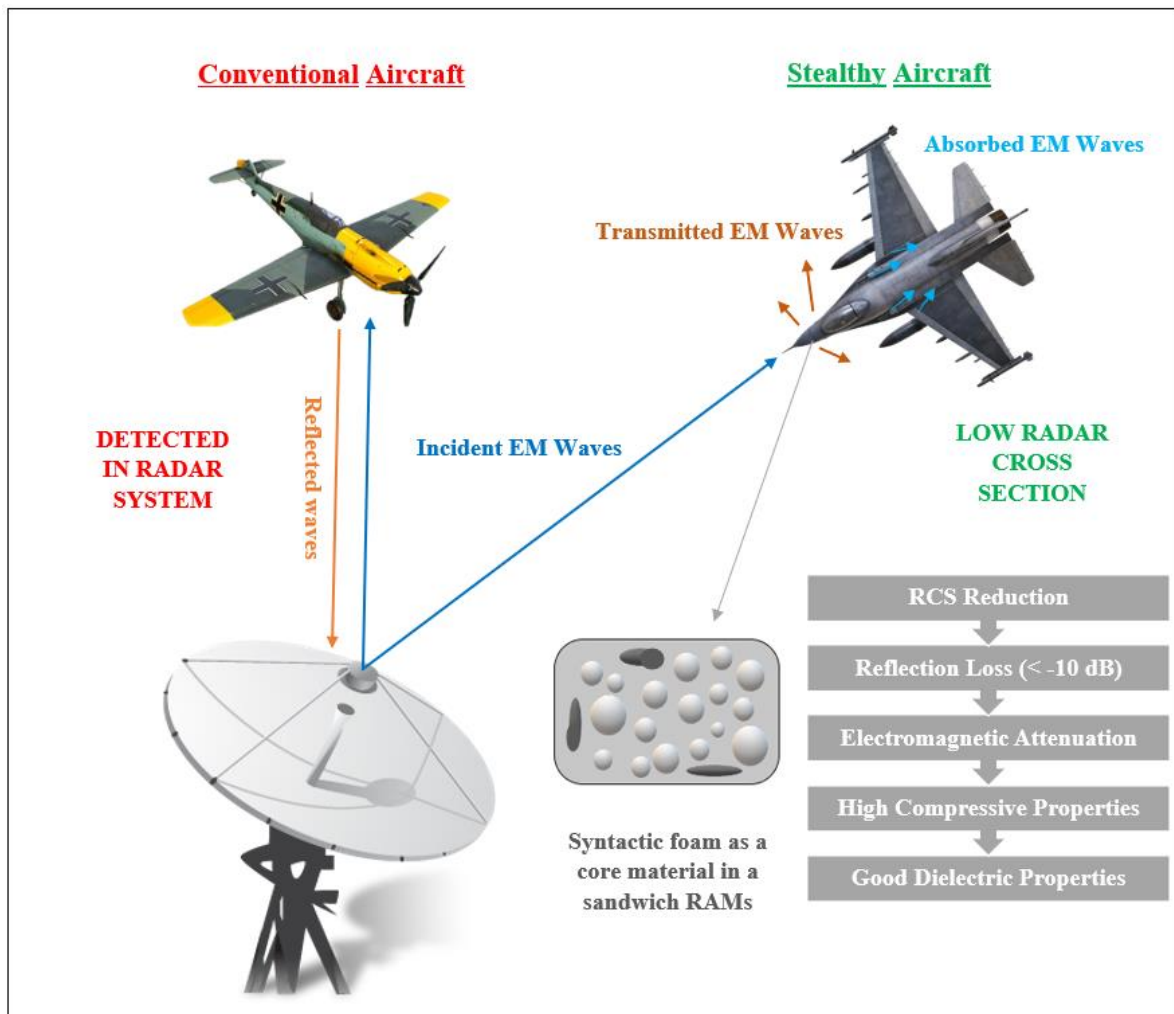 Conventional Aircraft
Stealthy Aircraft
Absorbed EM Waves
Transmitted EM Waves
Reflected waves
Incident EM Waves
DETECTED
IN RADAR
SYSTEM
LOW RADAR
CROSS
SECTION
RCS Reduction
Reflection Loss (< -10 dB)
Electromagnetic Attenuation
High Compressive Properties
Good Dielectric Properties
Syntactic foam as a
core material in a
sandwich RAMs